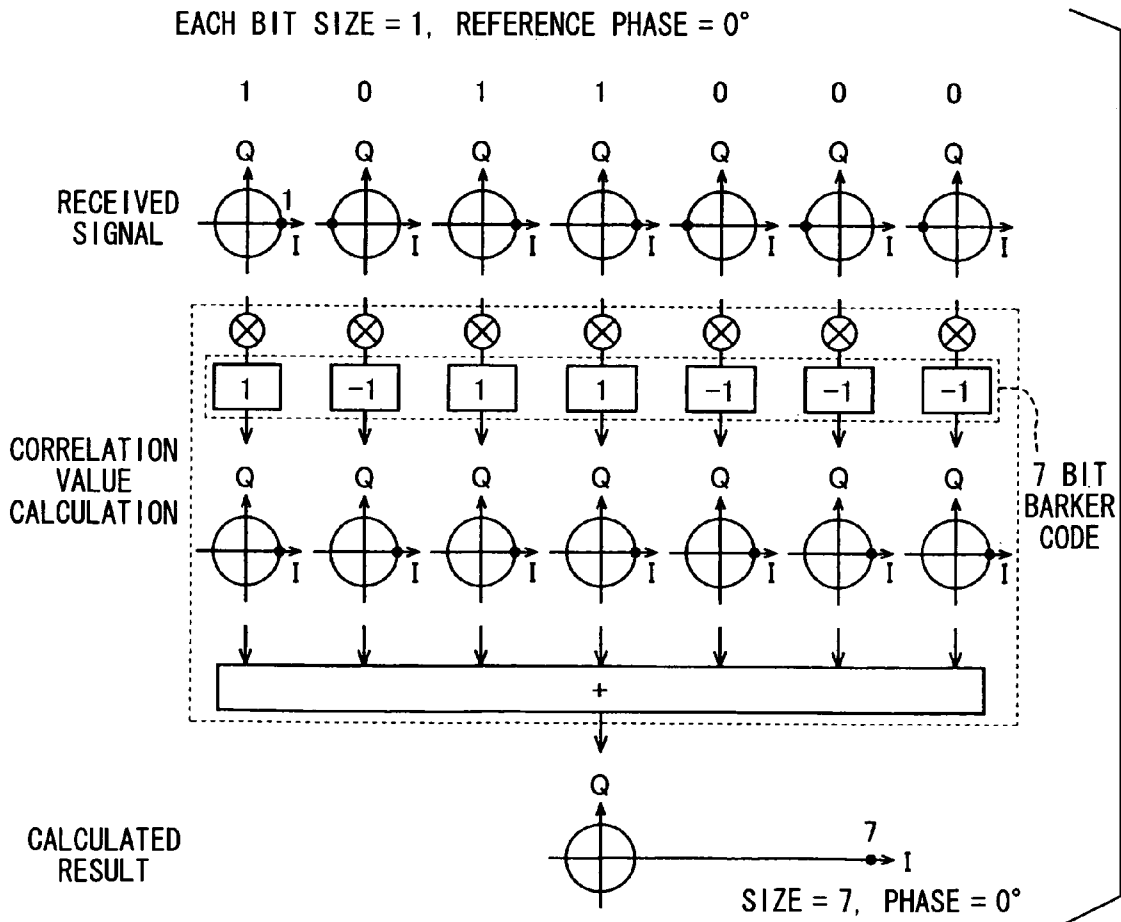 EACH BIT SIZE = 1, REFERENCE PHASE = 0°
1 0 1 1 0 0 0
Q Q Q Q Q Q Q
RECEIVED
SIGNAL
1
I I I I I I I
1 -1 1 1 -1 -1 -1
CORRELATION
VALUE
CALCULATION
7 BIT
BARKER
CODE
Q Q Q Q Q Q Q
I I I I I I I
+
Q
CALCULATED
RESULT
7
I
SIZE = 7, PHASE = 0°